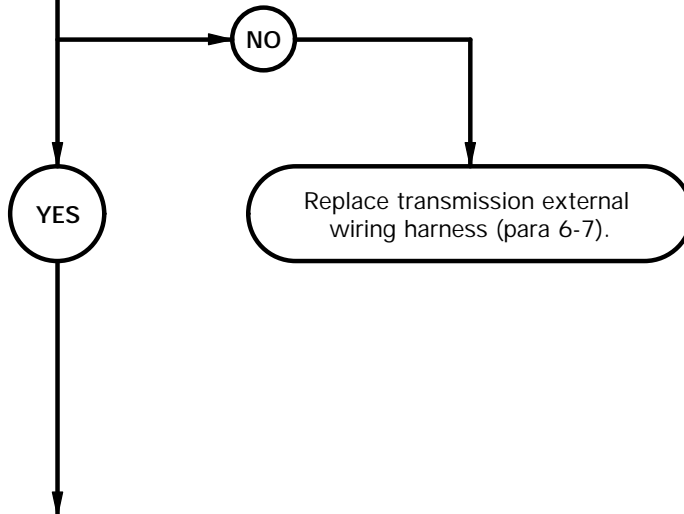 NO
YES
Replace transmission external
wiring harness (para 6-7).